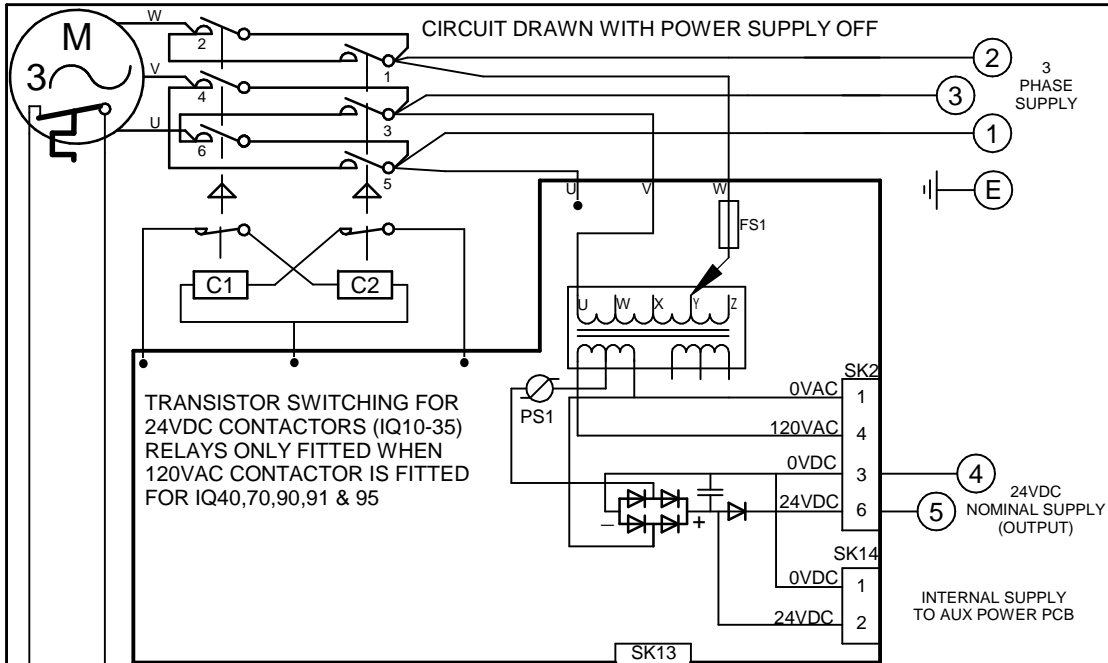 CIRCUIT DRAWN WITH POWER SUPPLY OFF
W
M
3
V
U
2
1
4
3
6
5
2
3
1
E
3
PHASE
SUPPLY
U
V
W
FS1
C1
C2
U
W
X
Y
Z
TRANSISTOR SWITCHING FOR
24VDC CONTACTORS (IQ10-35)
RELAYS ONLY FITTED WHEN
120VAC CONTACTOR IS FITTED
FOR IQ40,70,90,91 & 95
PS1
SK2
0VAC 1
120VAC 4
0VDC 3
24VDC 6
4
5
24VDC
NOMINAL SUPPLY
(OUTPUT)
–
+
SK14
0VDC 1
24VDC 2
INTERNAL SUPPLY
TO AUX POWER PCB
SK13